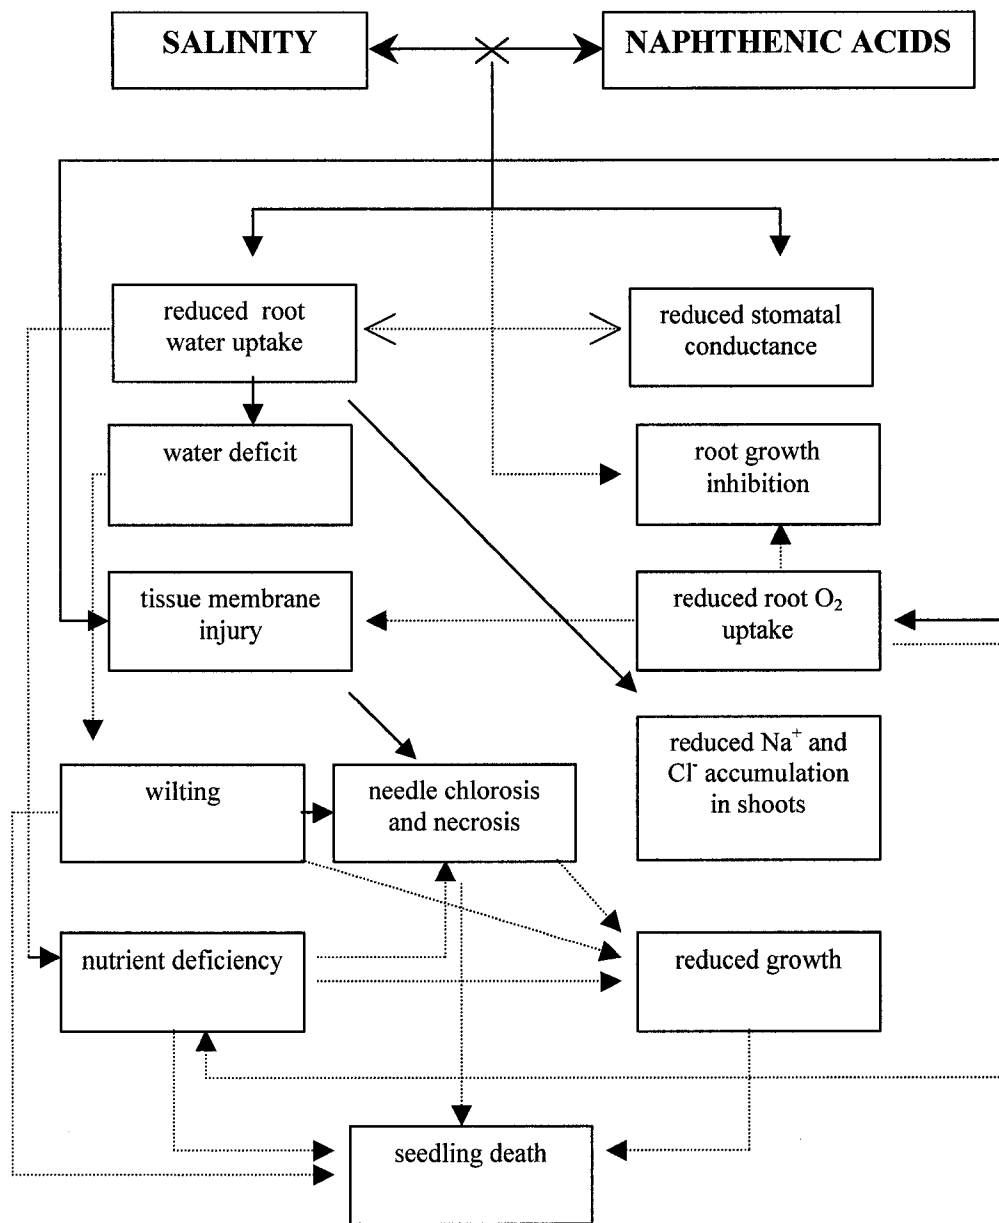 SALINITY
NAPHTHENIC ACIDS
reduced root
water uptake
reduced stomatal
conductance
water deficit
root growth
inhibition
tissue membrane
injury
reduced root O₂
uptake
reduced Na⁺ and
Cl⁻ accumulation
in shoots
wilting
needle chlorosis
and necrosis
nutrient deficiency
reduced growth
seedling death